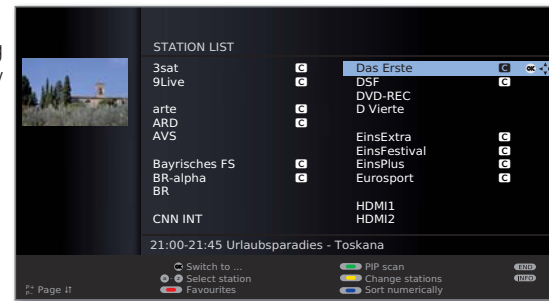 STATION LIST
3sat C
9Live C
arte C
ARD C
AVS
Bayrisches FS C
BR-alpha C
BR
CNN INT
Das Erste C OK
DSF C
DVD-REC
D Vierte
EinsExtra C
EinsFestival C
EinsPlus C
Eurosport C
HDMI1
HDMI2
21:00-21:45 Urlaubsparadies - Toskana
P+ P– Page ↓↑
OK Switch to ...
Select station
Favourites
PIP scan
Change stations
Sort numerically
END
INFO